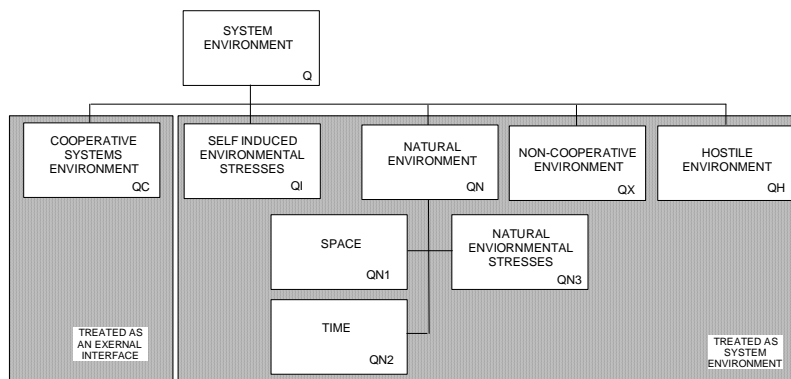 SYSTEM
ENVIRONMENT
Q
COOPERATIVE
SYSTEMS
ENVIRONMENT
QC
SELF INDUCED
ENVIRONMENTAL
STRESSES
QI
NATURAL
ENVIRONMENT
QN
NON-COOPERATIVE
ENVIRONMENT
QX
HOSTILE
ENVIRONMENT
QH
SPACE
QN1
NATURAL
ENVIORNMENTAL
STRESSES
QN3
TIME
QN2
TREATED AS
AN EXERNAL
INTERFACE
TREATED AS
SYSTEM
ENVIRONMENT